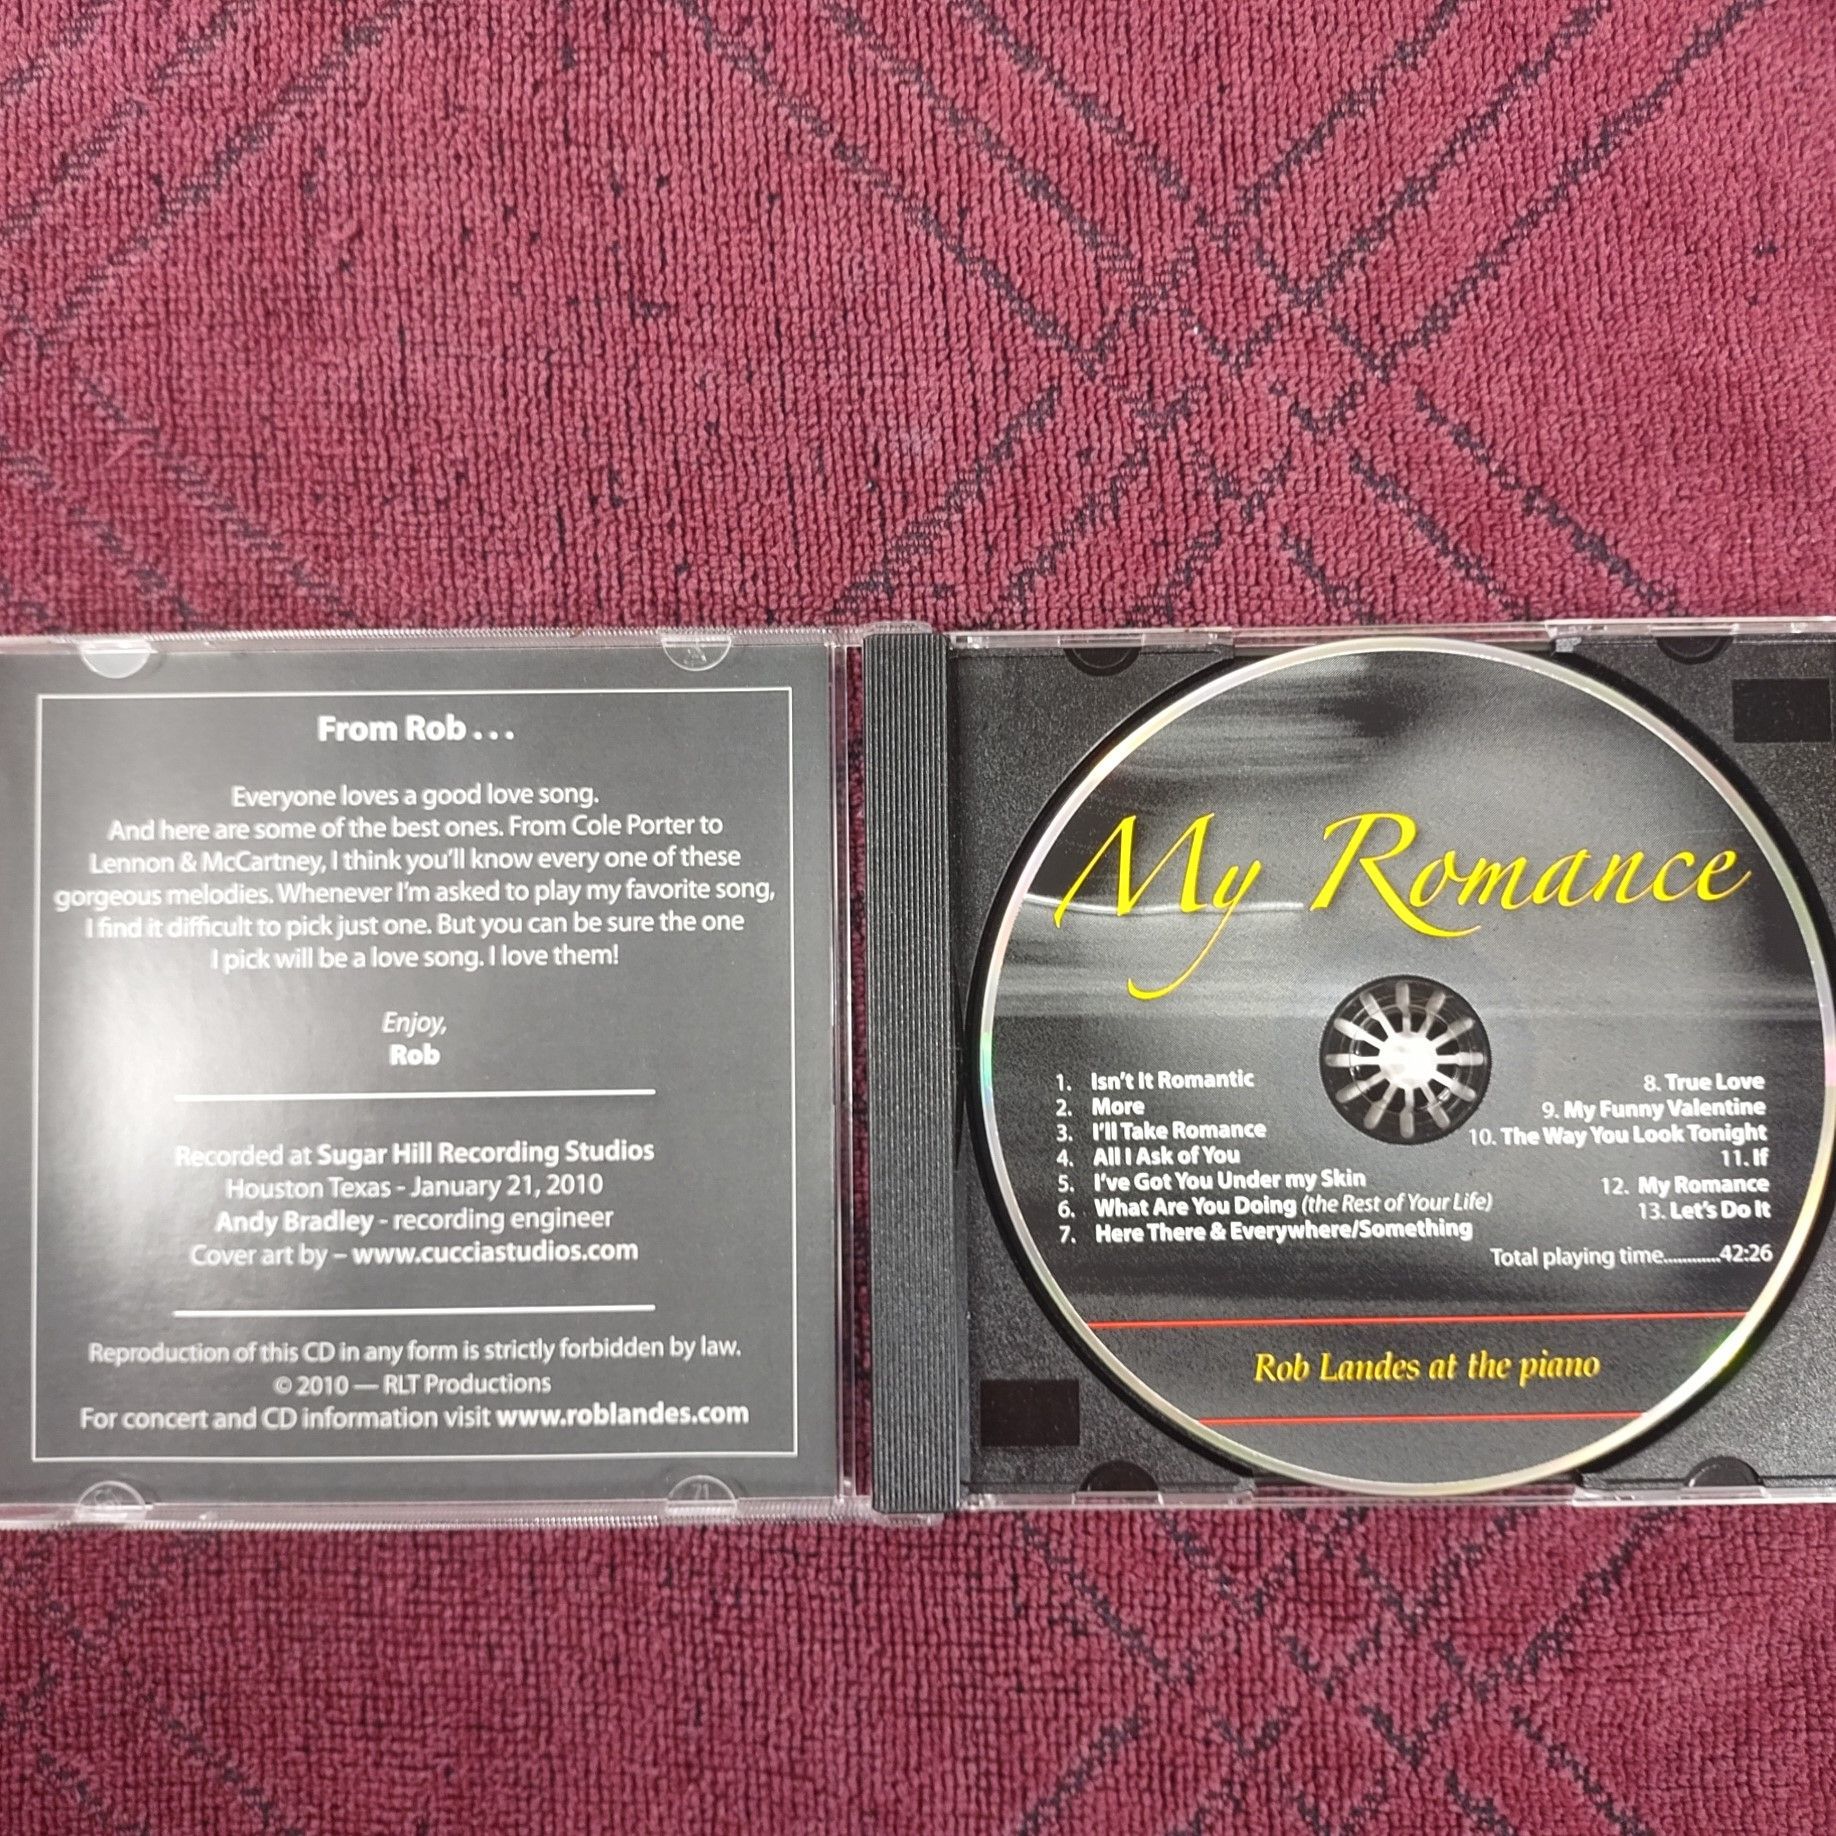 From Rob . . .
Everyone loves a good love song.
And here are some of the best ones. From Cole Porter to
Lennon & McCartney, I think you'll know every one of these
gorgeous melodies. Whenever I'm asked to play my favorite song,
I find it difficult to pick just one. But you can be sure the one
I pick will be a love song. I love them!
Enjoy,
Rob
Recorded at Sugar Hill Recording Studios
Houston Texas - January 21, 2010
Andy Bradley - recording engineer
Cover art by – www.cucciastudios.com
Reproduction of this CD in any form is strictly forbidden by law.
© 2010 — RLT Productions
For concert and CD information visit www.roblandes.com
My Romance
1. Isn't It Romantic
2. More
3. I'll Take Romance
4. All I Ask of You
5. I've Got You Under my Skin
6. What Are You Doing (the Rest of Your Life)
7. Here There & Everywhere/Something
8. True Love
9. My Funny Valentine
10. The Way You Look Tonight
11. If
12. My Romance
13. Let's Do It
Total playing time...........42:26
Rob Landes at the piano